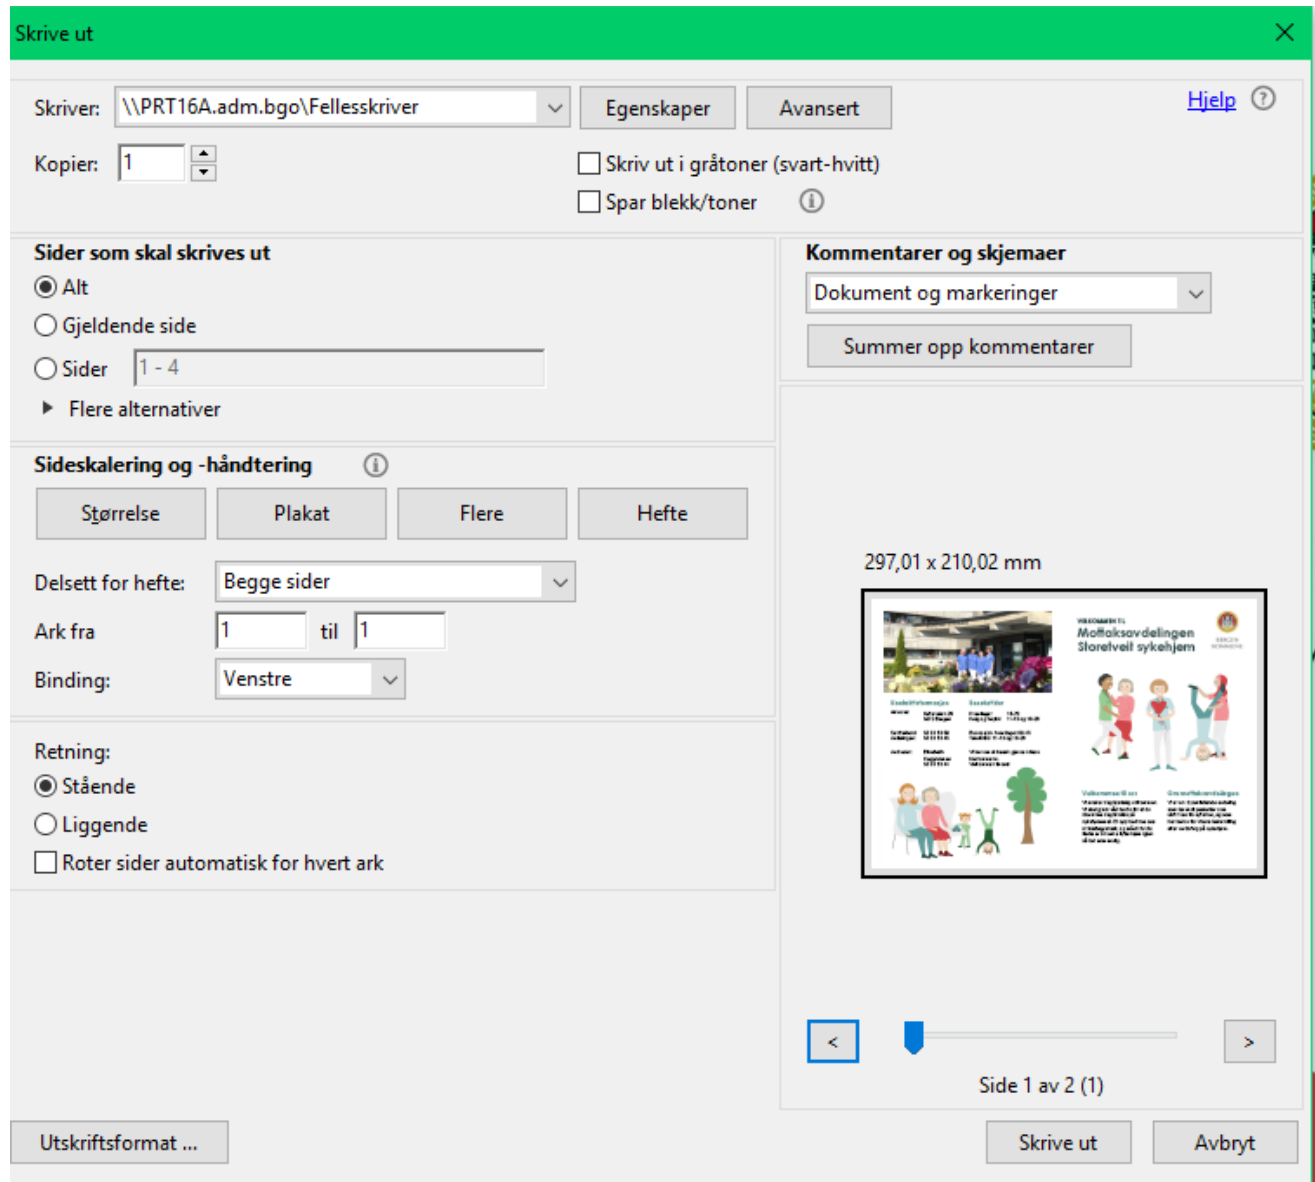 Skrive ut
Skriver: \\PRT16A.adm.bgo\Fellesskriver Egenskaper Avansert Hjelp
Kopier: 1 Skriv ut i gråtoner (svart-hvitt)
Spar blekk/toner
Sider som skal skrives ut
Alt
Gjeldende side
Sider 1 - 4
Flere alternativer
Kommentarer og skjemaer
Dokument og markeringer
Summer opp kommentarer
Sideskalering og -håndtering
Størrelse Plakat Flere Hefte
Delsett for hefte: Begge sider
Ark fra 1 til 1
Binding: Venstre
Retning:
Stående
Liggende
Roter sider automatisk for hvert ark
297,01 x 210,02 mm
VELKOMMEN TIL
Mottaksavdelingen
Storetveit sykehjem
BERGEN
KOMMUNE
< >
Side 1 av 2 (1)
Utskriftsformat ... Skrive ut Avbryt